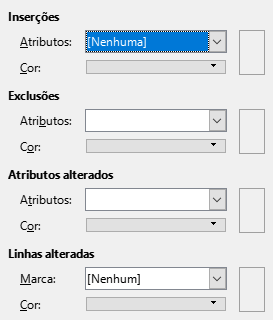 Inserções
Atributos: [Nenhuma]
Cor:
Exclusões
Atributos:
Cor:
Atributos alterados
Atributos:
Cor:
Linhas alteradas
Marca: [Nenhum]
Cor: